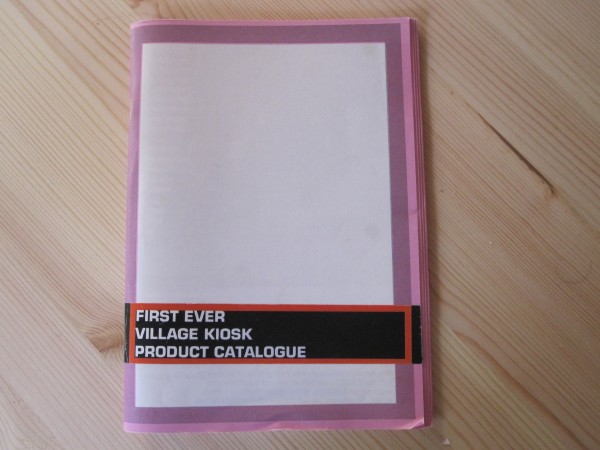 FIRST EVER
VILLAGE KIOSK
PRODUCT CATALOGUE